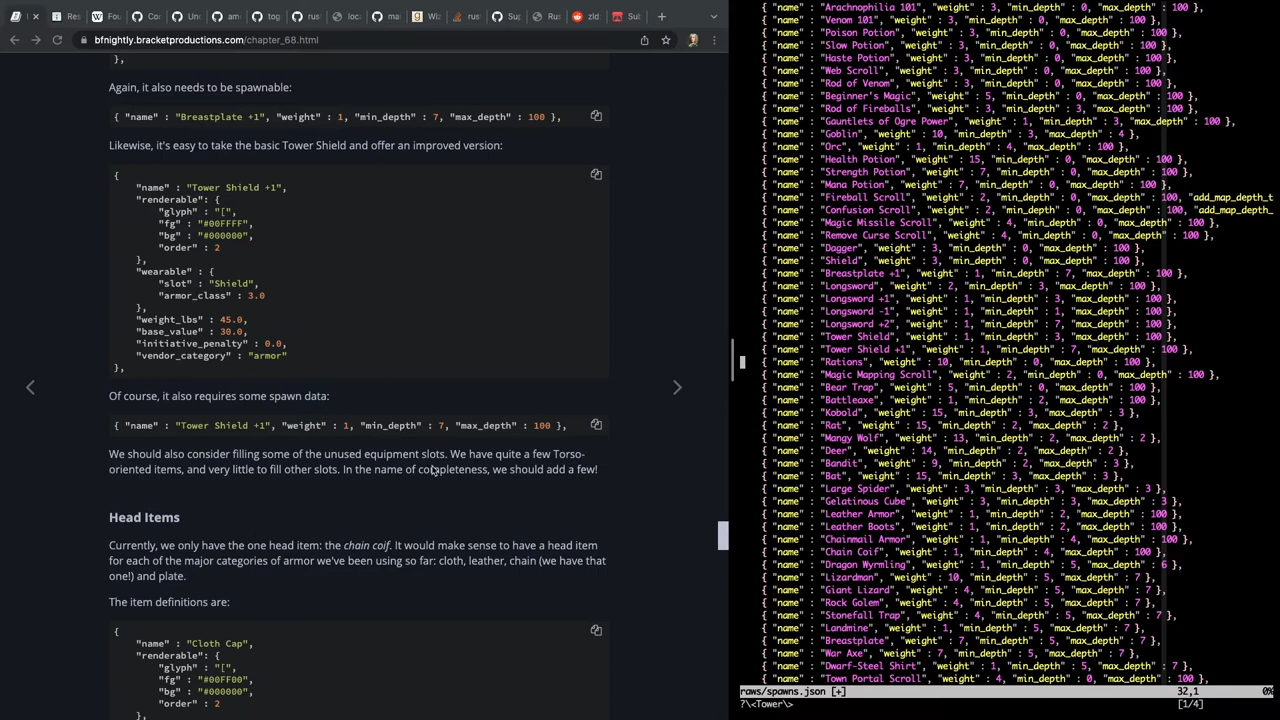 Re
Wi
Fou
Co
Un
am
tog
rus
loca
ma
Wiz
rus
Sup
Rus
zld
Sub
bfnightly.bracketproductions.com/chapter_68.html
},
Again, it also needs to be spawnable:
{ "name" : "Breastplate +1", "weight" : 1, "min_depth" : 7, "max_depth" : 100 },
Likewise, it's easy to take the basic Tower Shield and offer an improved version:
{
"name" : "Tower Shield +1",
"renderable": {
"glyph" : "[",
"fg" : "#00FFFF",
"bg" : "#000000",
"order" : 2
},
"wearable" : {
"slot" : "Shield",
"armor_class" : 3.0
},
"weight_lbs" : 45.0,
"base_value" : 30.0,
"initiative_penalty" : 0.0,
"vendor_category" : "armor"
},
Of course, it also requires some spawn data:
{ "name" : "Tower Shield +1", "weight" : 1, "min_depth" : 7, "max_depth" : 100 },
We should also consider filling some of the unused equipment slots. We have quite a few Torso-
oriented items, and very little to fill other slots. In the name of completeness, we should add a few!
Head Items
Currently, we only have the one head item: the chain coif. It would make sense to have a head item
for each of the major categories of armor we've been using so far: cloth, leather, chain (we have that
one!) and plate.
The item definitions are:
{
"name" : "Cloth Cap",
"renderable": {
"glyph" : "[",
"fg" : "#00FF00",
"bg" : "#000000",
"order" : 2
{ "name" : "Arachnophilia 101", "weight" : 3, "min_depth" : 0, "max_depth" : 100 },
{ "name" : "Venom 101", "weight" : 3, "min_depth" : 0, "max_depth" : 100 },
{ "name" : "Poison Potion", "weight" : 3, "min_depth" : 0, "max_depth" : 100 },
{ "name" : "Slow Potion", "weight" : 3, "min_depth" : 0, "max_depth" : 100 },
{ "name" : "Haste Potion", "weight" : 3, "min_depth" : 0, "max_depth" : 100 },
{ "name" : "Web Scroll", "weight" : 3, "min_depth" : 0, "max_depth" : 100 },
{ "name" : "Rod of Venom", "weight" : 3, "min_depth" : 0, "max_depth" : 100 },
{ "name" : "Beginner's Magic", "weight" : 5, "min_depth" : 0, "max_depth" : 100 },
{ "name" : "Rod of Fireballs", "weight" : 3, "min_depth" : 0, "max_depth" : 100 },
{ "name" : "Gauntlets of Ogre Power", "weight" : 1, "min_depth" : 3, "max_depth" : 100 },
{ "name" : "Goblin", "weight" : 10, "min_depth" : 3, "max_depth" : 4 },
{ "name" : "Orc", "weight" : 1, "min_depth" : 4, "max_depth" : 100 },
{ "name" : "Health Potion", "weight" : 15, "min_depth" : 0, "max_depth" : 100 },
{ "name" : "Strength Potion", "weight" : 7, "min_depth" : 0, "max_depth" : 100 },
{ "name" : "Mana Potion", "weight" : 7, "min_depth" : 0, "max_depth" : 100 },
{ "name" : "Fireball Scroll", "weight" : 2, "min_depth" : 0, "max_depth" : 100, "add_map_depth_t
{ "name" : "Confusion Scroll", "weight" : 2, "min_depth" : 0, "max_depth" : 100, "add_map_depth_
{ "name" : "Magic Missile Scroll", "weight" : 4, "min_depth" : 0, "max_depth" : 100 },
{ "name" : "Remove Curse Scroll", "weight" : 4, "min_depth" : 0, "max_depth" : 100 },
{ "name" : "Dagger", "weight" : 3, "min_depth" : 0, "max_depth" : 100 },
{ "name" : "Shield", "weight" : 3, "min_depth" : 0, "max_depth" : 100 },
{ "name" : "Breastplate +1", "weight" : 1, "min_depth" : 7, "max_depth" : 100 },
{ "name" : "Longsword", "weight" : 2, "min_depth" : 3, "max_depth" : 100 },
{ "name" : "Longsword +1", "weight" : 1, "min_depth" : 3, "max_depth" : 100 },
{ "name" : "Longsword -1", "weight" : 1, "min_depth" : 3, "max_depth" : 100 },
{ "name" : "Longsword +2", "weight" : 1, "min_depth" : 7, "max_depth" : 100 },
{ "name" : "Tower Shield", "weight" : 1, "min_depth" : 3, "max_depth" : 100 },
{ "name" : "Tower Shield +1", "weight" : 1, "min_depth" : 7, "max_depth" : 100 },
{ "name" : "Rations", "weight" : 10, "min_depth" : 0, "max_depth" : 100 },
{ "name" : "Magic Mapping Scroll", "weight" : 2, "min_depth" : 0, "max_depth" : 100 },
{ "name" : "Bear Trap", "weight" : 5, "min_depth" : 0, "max_depth" : 100 },
{ "name" : "Battleaxe", "weight" : 1, "min_depth" : 2, "max_depth" : 100 },
{ "name" : "Kobold", "weight" : 15, "min_depth" : 3, "max_depth" : 3 },
{ "name" : "Rat", "weight" : 15, "min_depth" : 2, "max_depth" : 2 },
{ "name" : "Mangy Wolf", "weight" : 13, "min_depth" : 2, "max_depth" : 2 },
{ "name" : "Deer", "weight" : 14, "min_depth" : 2, "max_depth" : 2 },
{ "name" : "Bandit", "weight" : 9, "min_depth" : 2, "max_depth" : 3 },
{ "name" : "Bat", "weight" : 15, "min_depth" : 3, "max_depth" : 3 },
{ "name" : "Large Spider", "weight" : 3, "min_depth" : 3, "max_depth" : 3 },
{ "name" : "Gelatinous Cube", "weight" : 3, "min_depth" : 3, "max_depth" : 3 },
{ "name" : "Leather Armor", "weight" : 1, "min_depth" : 2, "max_depth" : 100 },
{ "name" : "Leather Boots", "weight" : 1, "min_depth" : 2, "max_depth" : 100 },
{ "name" : "Chainmail Armor", "weight" : 1, "min_depth" : 4, "max_depth" : 100 },
{ "name" : "Chain Coif", "weight" : 1, "min_depth" : 4, "max_depth" : 100 },
{ "name" : "Dragon Wyrmling", "weight" : 1, "min_depth" : 5, "max_depth" : 6 },
{ "name" : "Lizardman", "weight" : 10, "min_depth" : 5, "max_depth" : 7 },
{ "name" : "Giant Lizard", "weight" : 4, "min_depth" : 5, "max_depth" : 7 },
{ "name" : "Rock Golem", "weight" : 4, "min_depth" : 5, "max_depth" : 7 },
{ "name" : "Stonefall Trap", "weight" : 4, "min_depth" : 5, "max_depth" : 7 },
{ "name" : "Landmine", "weight" : 1, "min_depth" : 5, "max_depth" : 7 },
{ "name" : "Breastplate", "weight" : 7, "min_depth" : 5, "max_depth" : 7 },
{ "name" : "War Axe", "weight" : 7, "min_depth" : 5, "max_depth" : 7 },
{ "name" : "Dwarf-Steel Shirt", "weight" : 1, "min_depth" : 5, "max_depth" : 7 },
{ "name" : "Town Portal Scroll", "weight" : 4, "min_depth" : 0, "max_depth" : 100 },
raws/spawns.json [+] 32,1 0%
?\<Tower\> [1/4]